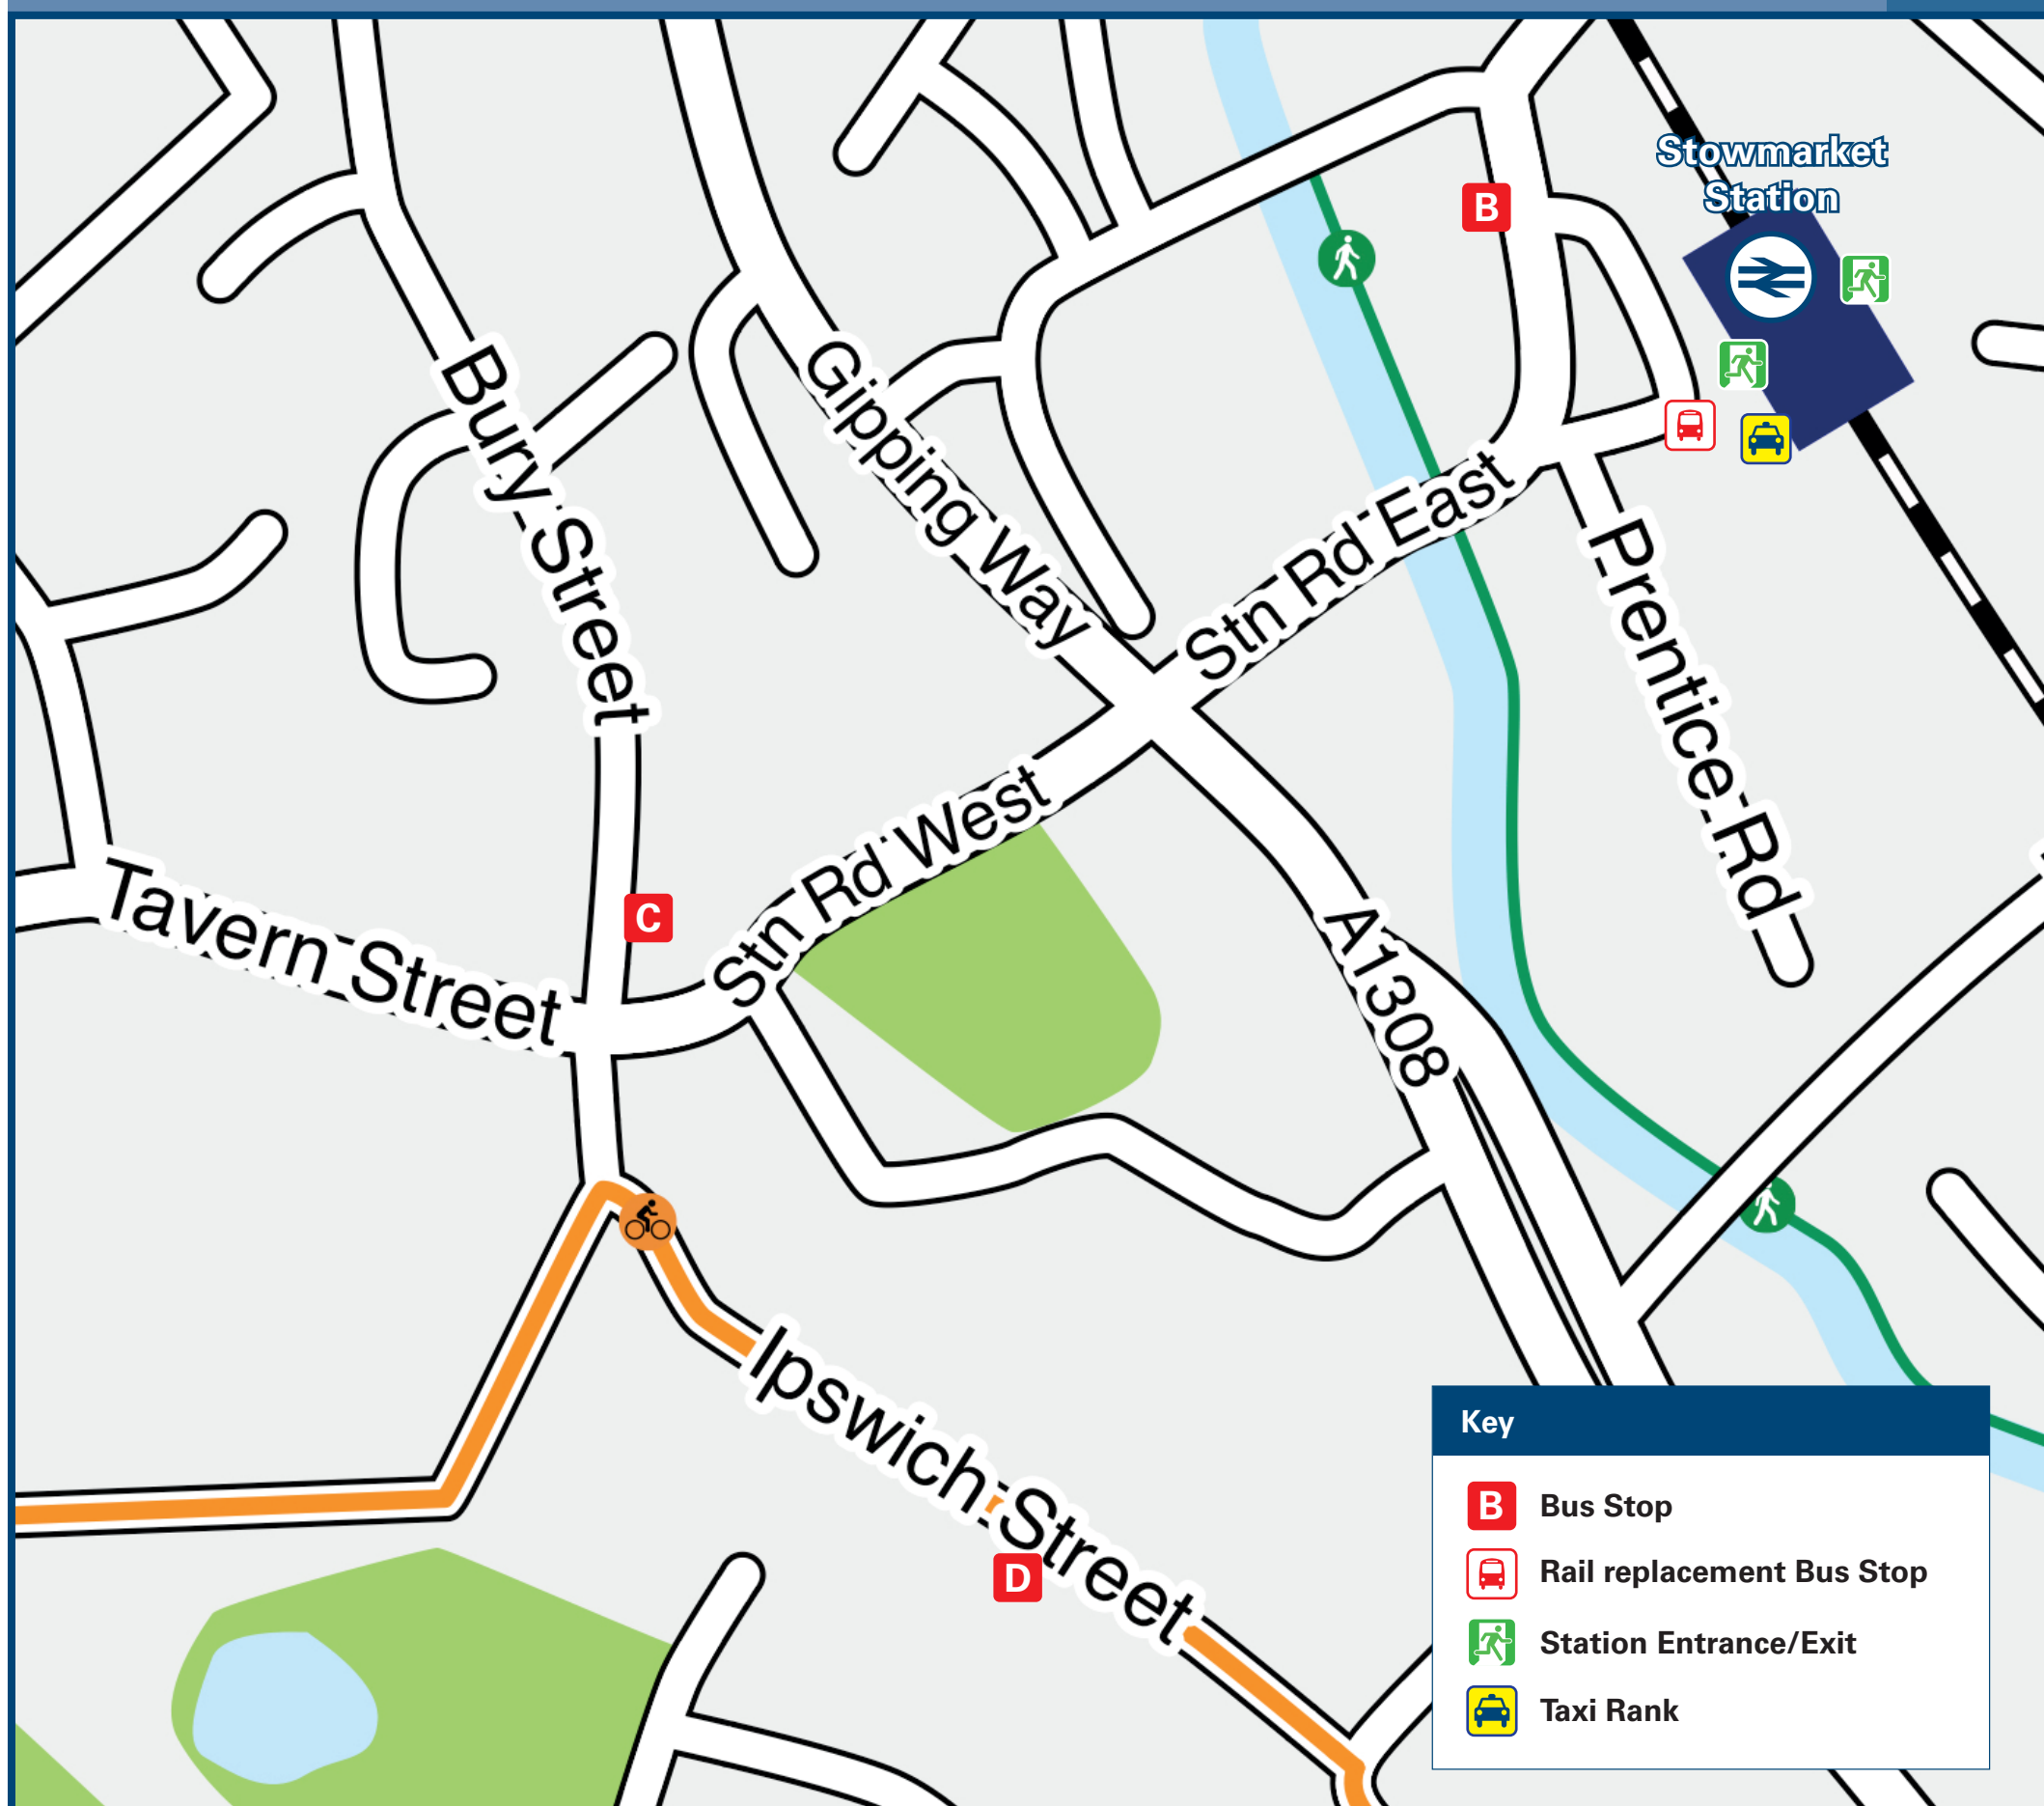 Stowmarket
Station
B
Bury Street
Gipping Way
Stn Rd East
Prentice Rd
Stn Rd West
Tavern Street
C
A1308
Ipswich Street
D
Key
B Bus Stop
Rail replacement Bus Stop
Station Entrance/Exit
Taxi Rank